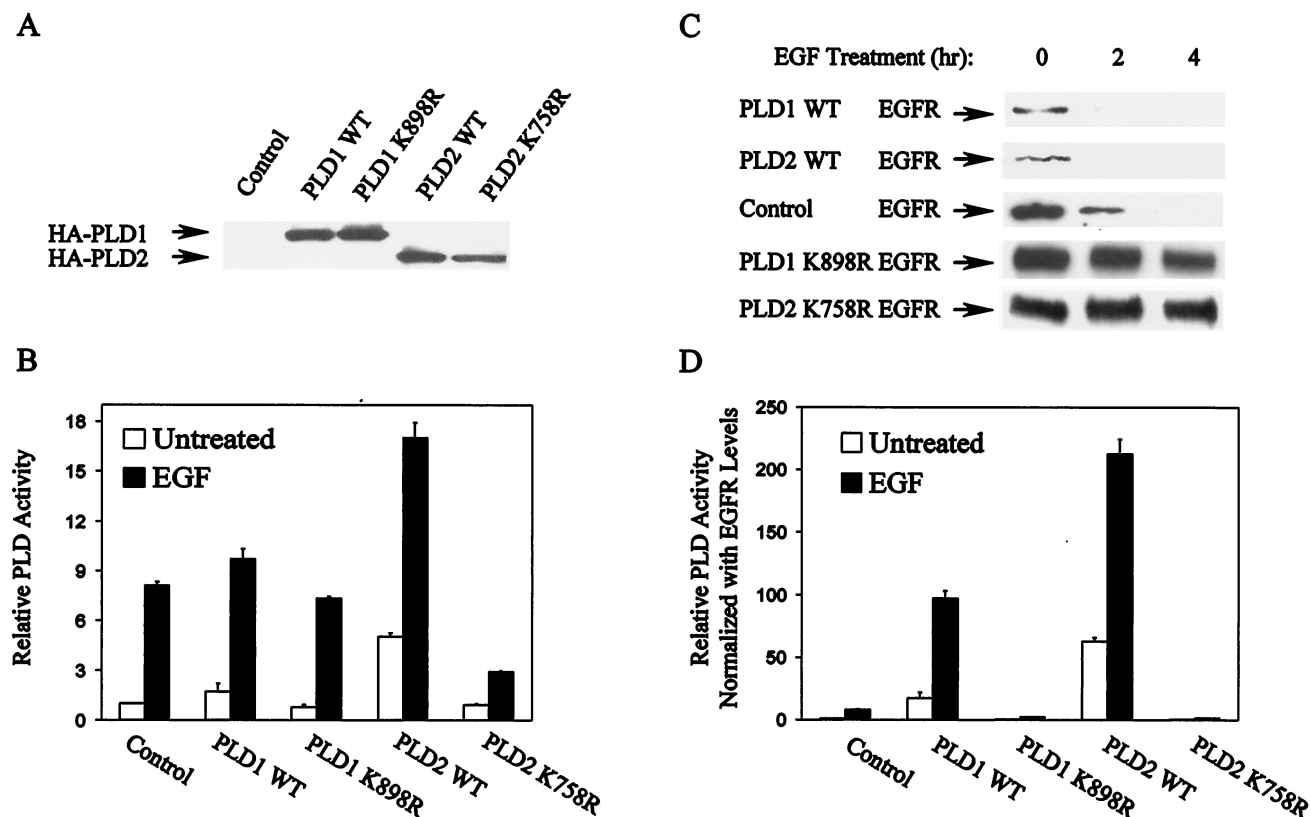 A
Control
PLD1 WT
PLD1 K898R
PLD2 WT
PLD2 K758R
HA-PLD1
HA-PLD2
B
18
15
12
9
6
3
0
Relative PLD Activity
Untreated
EGF
Control
PLD1 WT
PLD1 K898R
PLD2 WT
PLD2 K758R
C
EGF Treatment (hr): 0 2 4
PLD1 WT EGFR
PLD2 WT EGFR
Control EGFR
PLD1 K898R EGFR
PLD2 K758R EGFR
D
250
200
150
100
50
0
Relative PLD Activity
Normalized with EGFR Levels
Untreated
EGF
Control
PLD1 WT
PLD1 K898R
PLD2 WT
PLD2 K758R